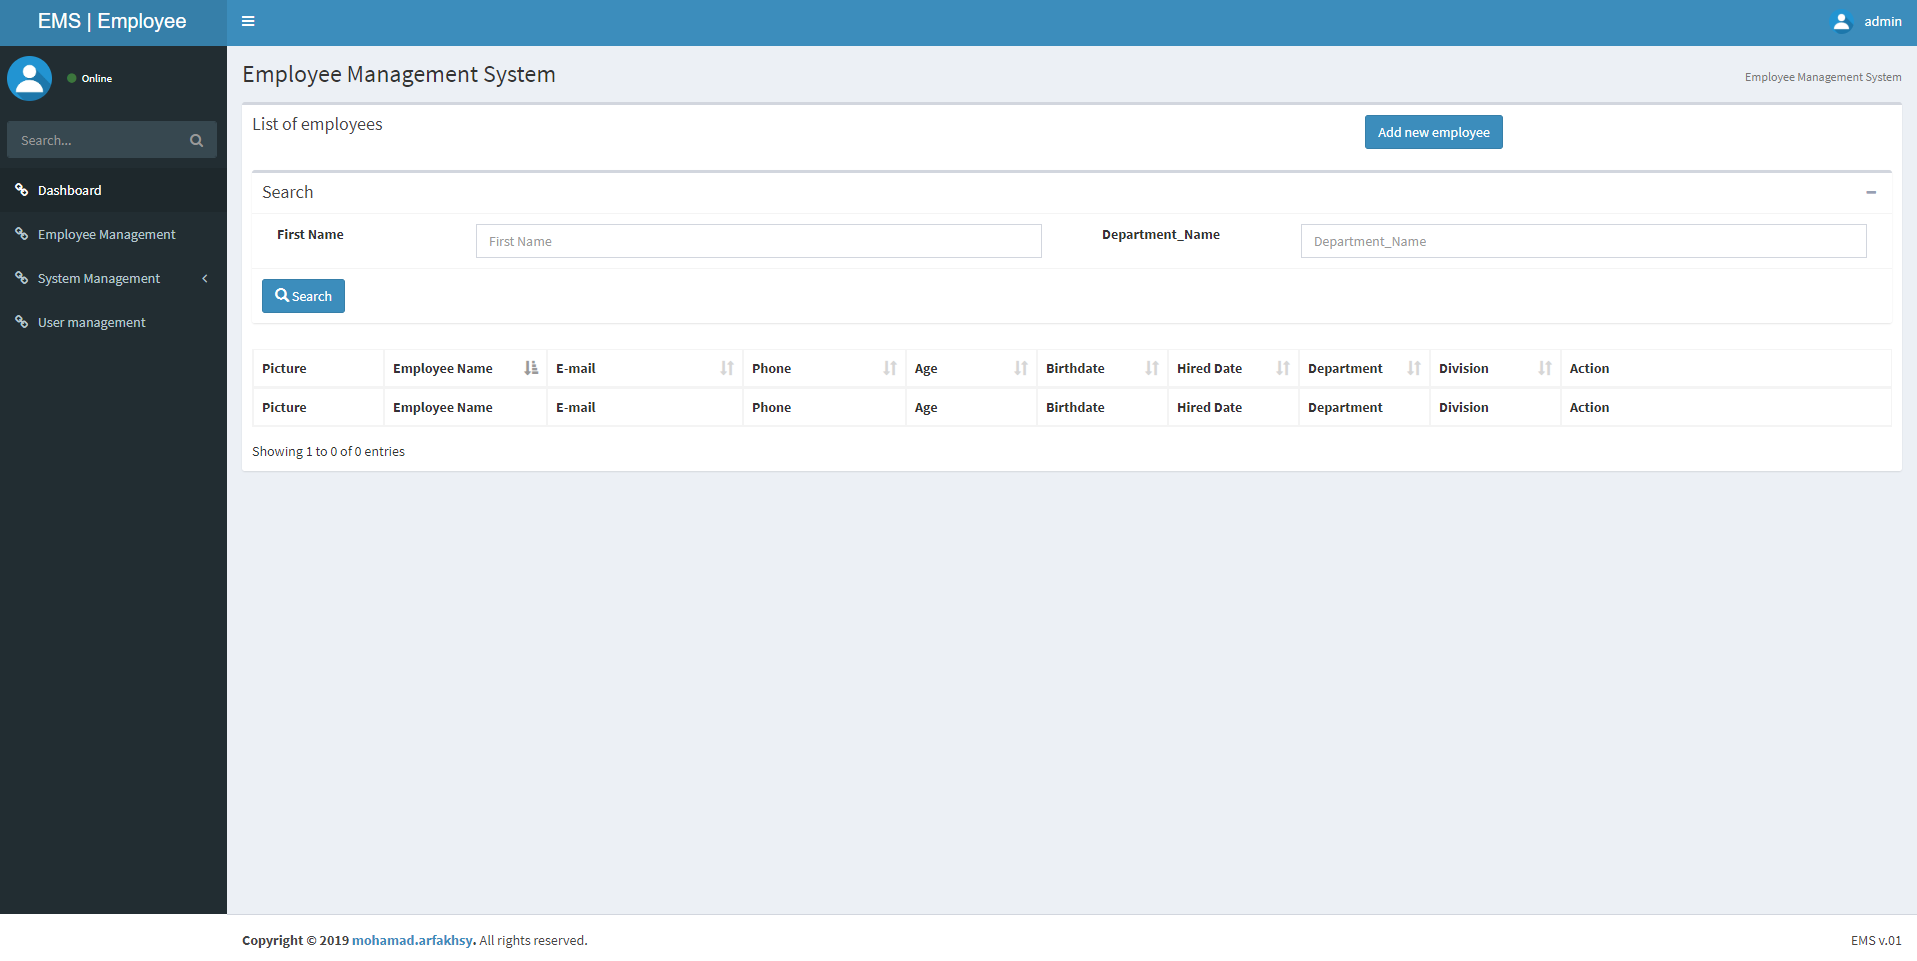 EMS | Employee
admin
Online
Search...
Dashboard
Employee Management
System Management
User management
Employee Management System
Employee Management System
List of employees
Add new employee
Search
First Name
First Name
Department_Name
Department_Name
Search
Picture Employee Name E-mail Phone Age Birthdate Hired Date Department Division Action
Picture Employee Name E-mail Phone Age Birthdate Hired Date Department Division Action
Showing 1 to 0 of 0 entries
Copyright © 2019 mohamad.arfakhsy. All rights reserved.
EMS v.01